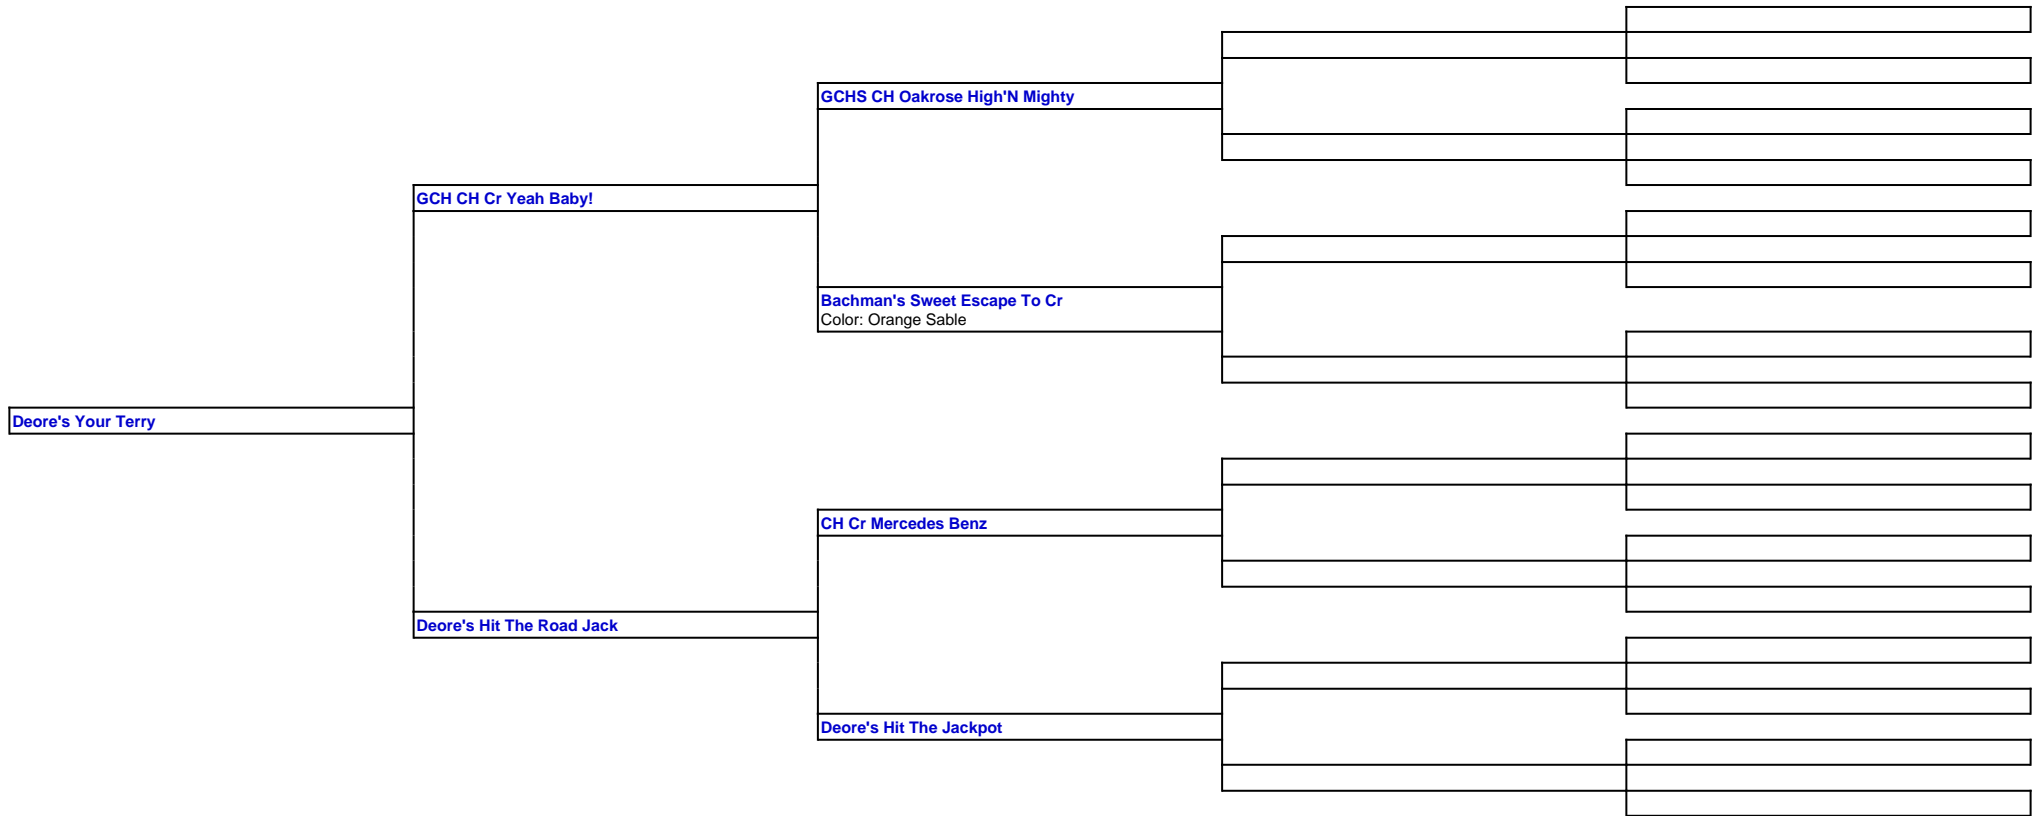 GCHS CH Oakrose High'N Mighty
GCH CH Cr Yeah Baby!
Bachman's Sweet Escape To Cr
Color: Orange Sable
Deore's Your Terry
CH Cr Mercedes Benz
Deore's Hit The Road Jack
Deore's Hit The Jackpot